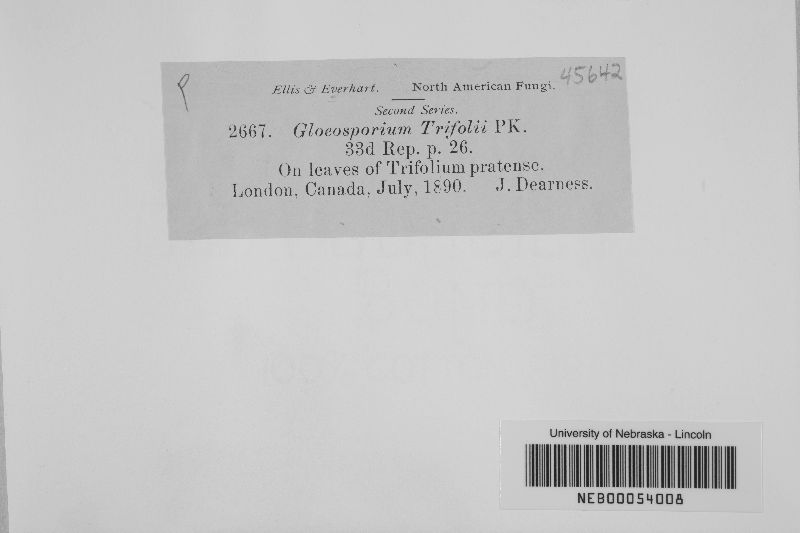 P
Ellis & Everhart. North American Fungi. 45642
Second Series.
2667. Gloeosporium Trifolii PK.
33d Rep. p. 26.
On leaves of Trifolium pratense.
London, Canada, July, 1890. J. Dearness.
University of Nebraska - Lincoln
NEB00054008